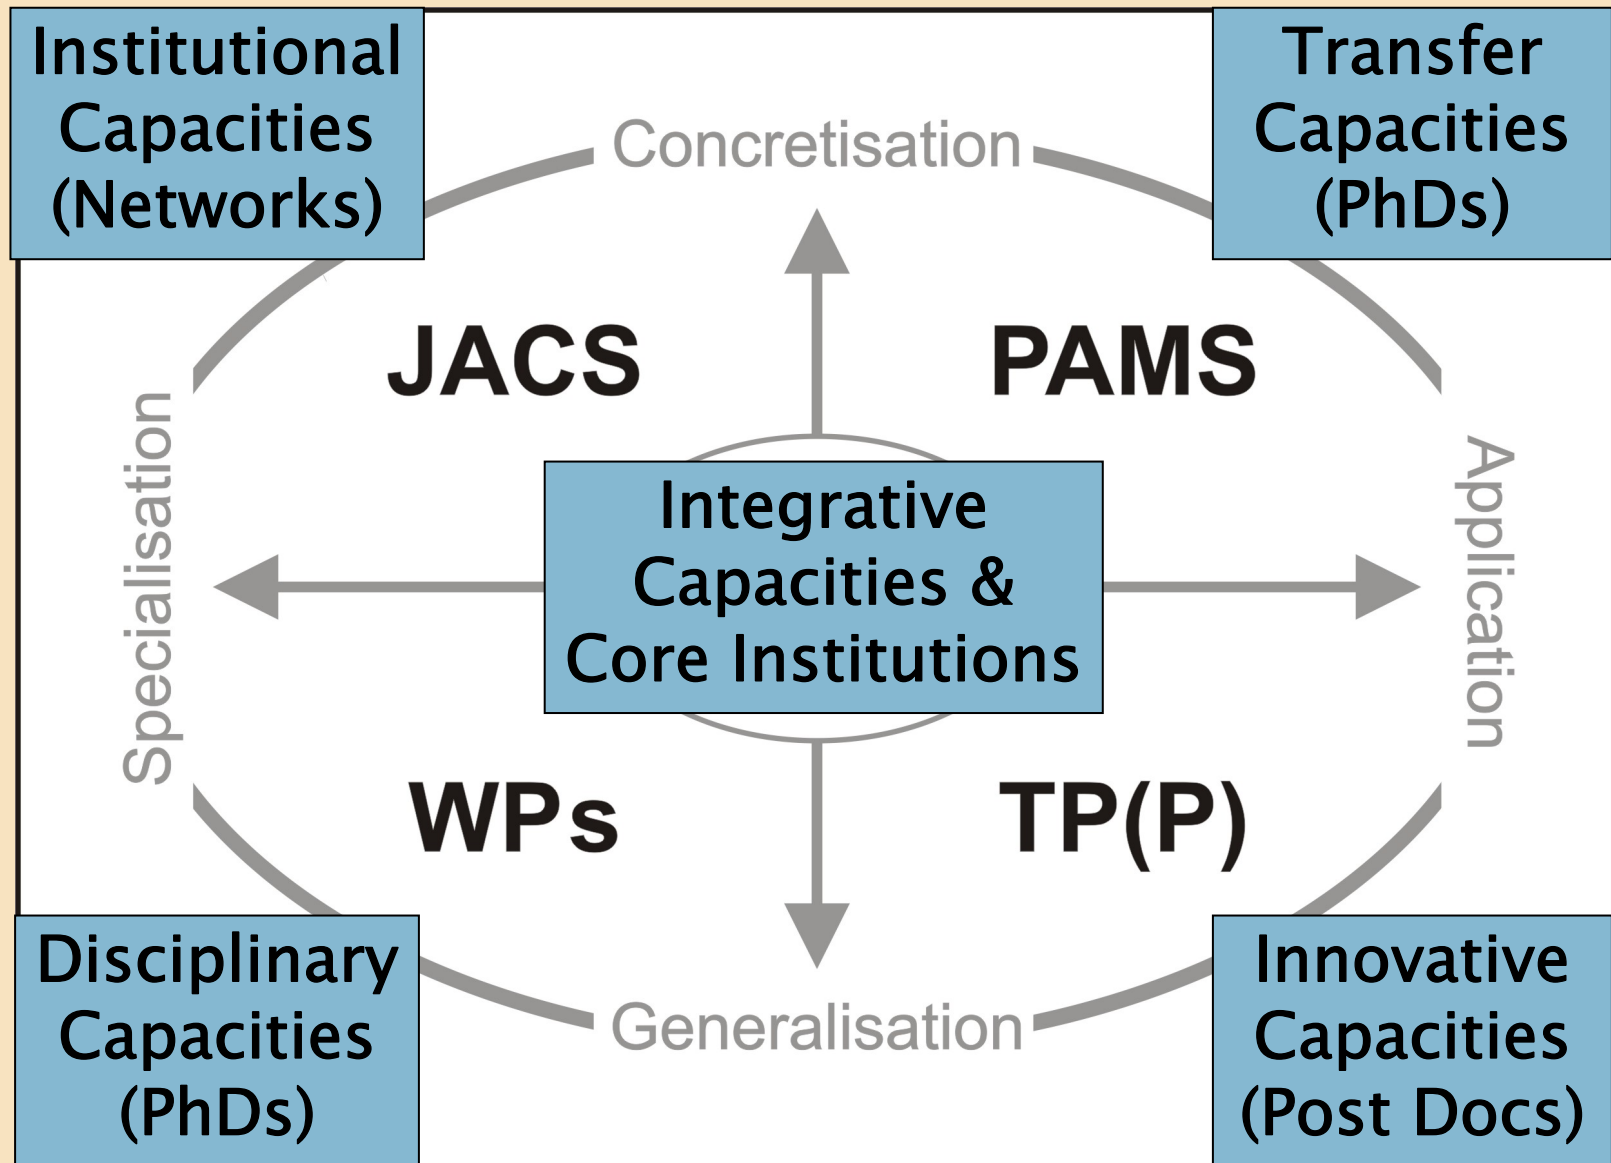 Institutional
Capacities
(Networks)
Transfer
Capacities
(PhDs)
Concretisation
JACS
PAMS
Specialisation
Integrative
Capacities &
Core Institutions
Application
WPs
TP(P)
Generalisation
Disciplinary
Capacities
(PhDs)
Innovative
Capacities
(Post Docs)